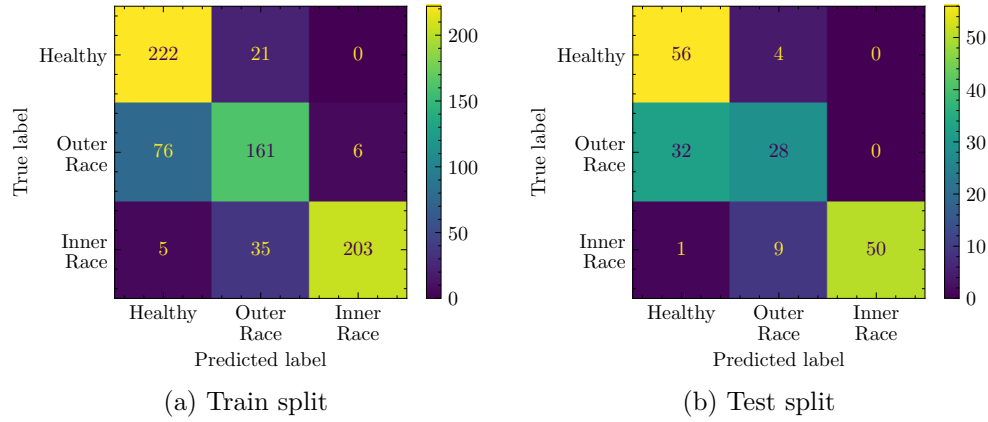 Healthy 222 21 0
Outer
Race 76 161 6
Inner
Race 5 35 203
Healthy Outer
Race Inner
Race
Predicted label
True label
200
150
100
50
0
(a) Train split
Healthy 56 4 0
Outer
Race 32 28 0
Inner
Race 1 9 50
Healthy Outer
Race Inner
Race
Predicted label
True label
50
40
30
20
10
0
(b) Test split